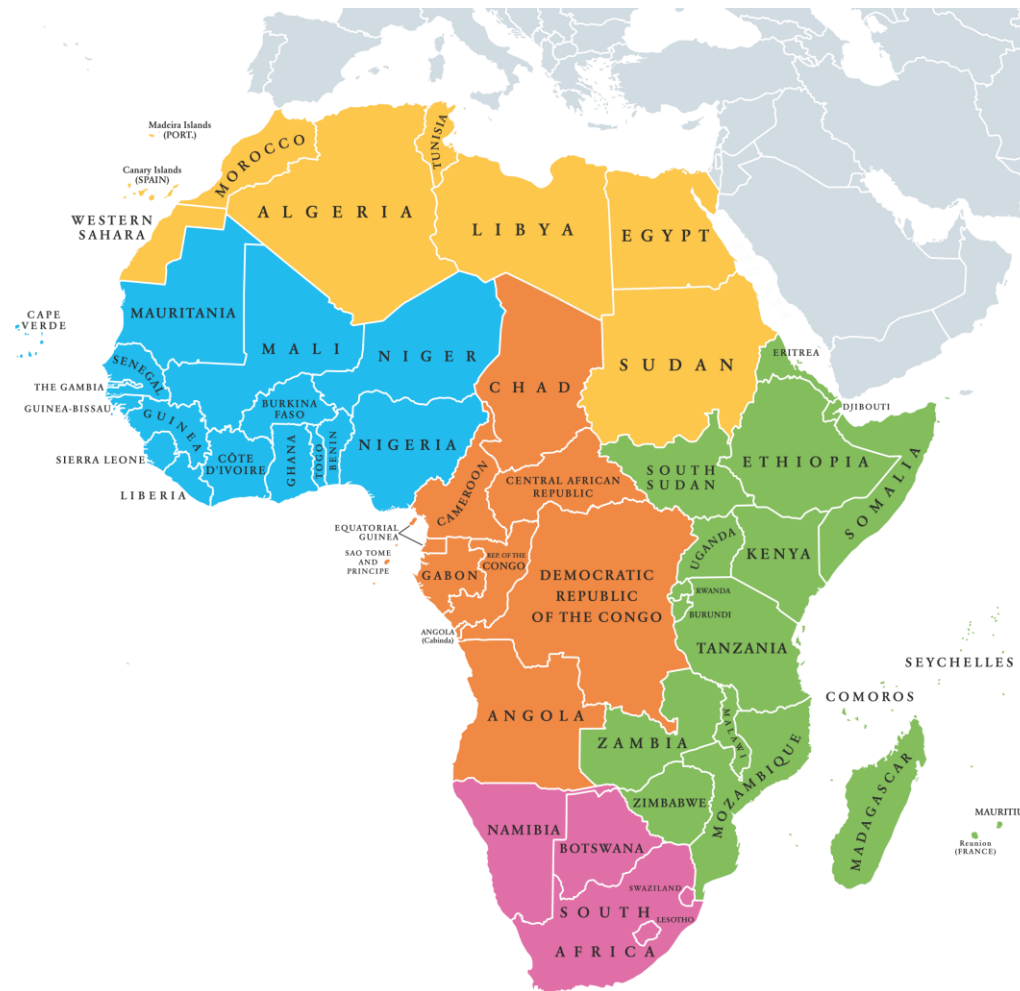 Madeira Islands
(PORT.)
Canary Islands
(SPAIN)
MOROCCO
TUNISIA
ALGERIA
LIBYA
EGYPT
WESTERN
SAHARA
CAPE
VERDE
MAURITANIA
MALI
NIGER
CHAD
SUDAN
ERITREA
SENEGAL
THE GAMBIA
GUINEA-BISSAU
GUINEA
BURKINA
FASO
DJIBOUTI
SIERRA LEONE
CÔTE
D'IVOIRE
GHANA
TOGO
BENIN
NIGERIA
LIBERIA
CAMEROON
CENTRAL AFRICAN
REPUBLIC
SOUTH
SUDAN
ETHIOPIA
SOMALIA
EQUATORIAL
GUINEA
SAO TOME
AND
PRINCIPE
GABON
REP. OF THE
CONGO
DEMOCRATIC
REPUBLIC
OF THE CONGO
UGANDA
KENYA
RWANDA
BURUNDI
ANGOLA
(Cabinda)
TANZANIA
SEYCHELLES
COMOROS
ANGOLA
ZAMBIA
MALAWI
MOZAMBIQUE
MADAGASCAR
ZIMBABWE
MAURITIU
Reunion
(FRANCE)
NAMIBIA
BOTSWANA
SWAZILAND
SOUTH
LESOTHO
AFRICA